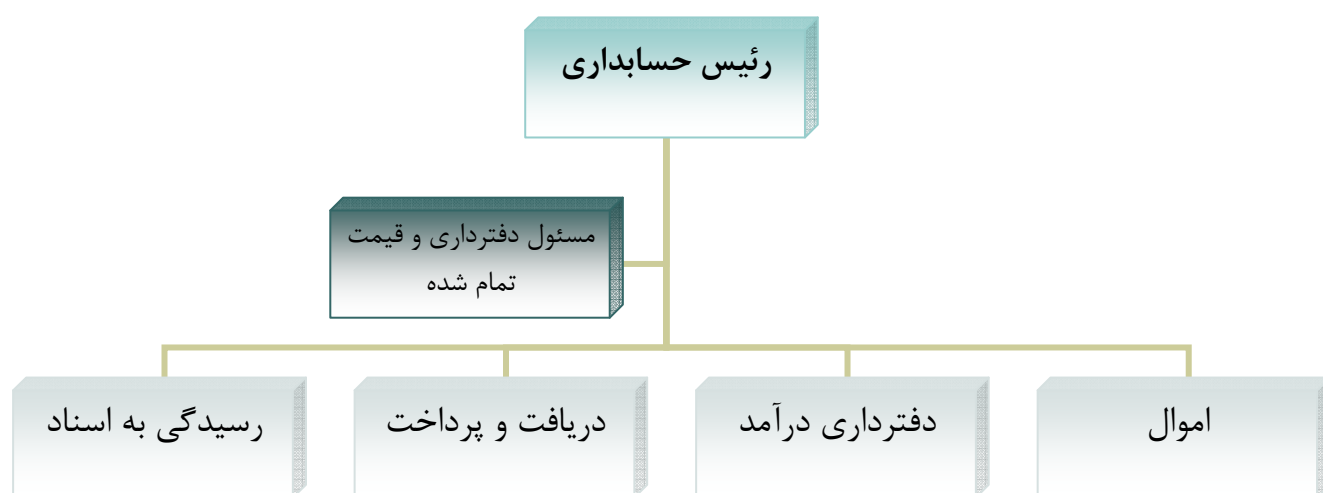 رئیس حسابداری
مسئول دفترداری و قیمت
تمام شده
اموال
دفترداری درآمد
دریافت و پرداخت
رسیدگی به اسناد